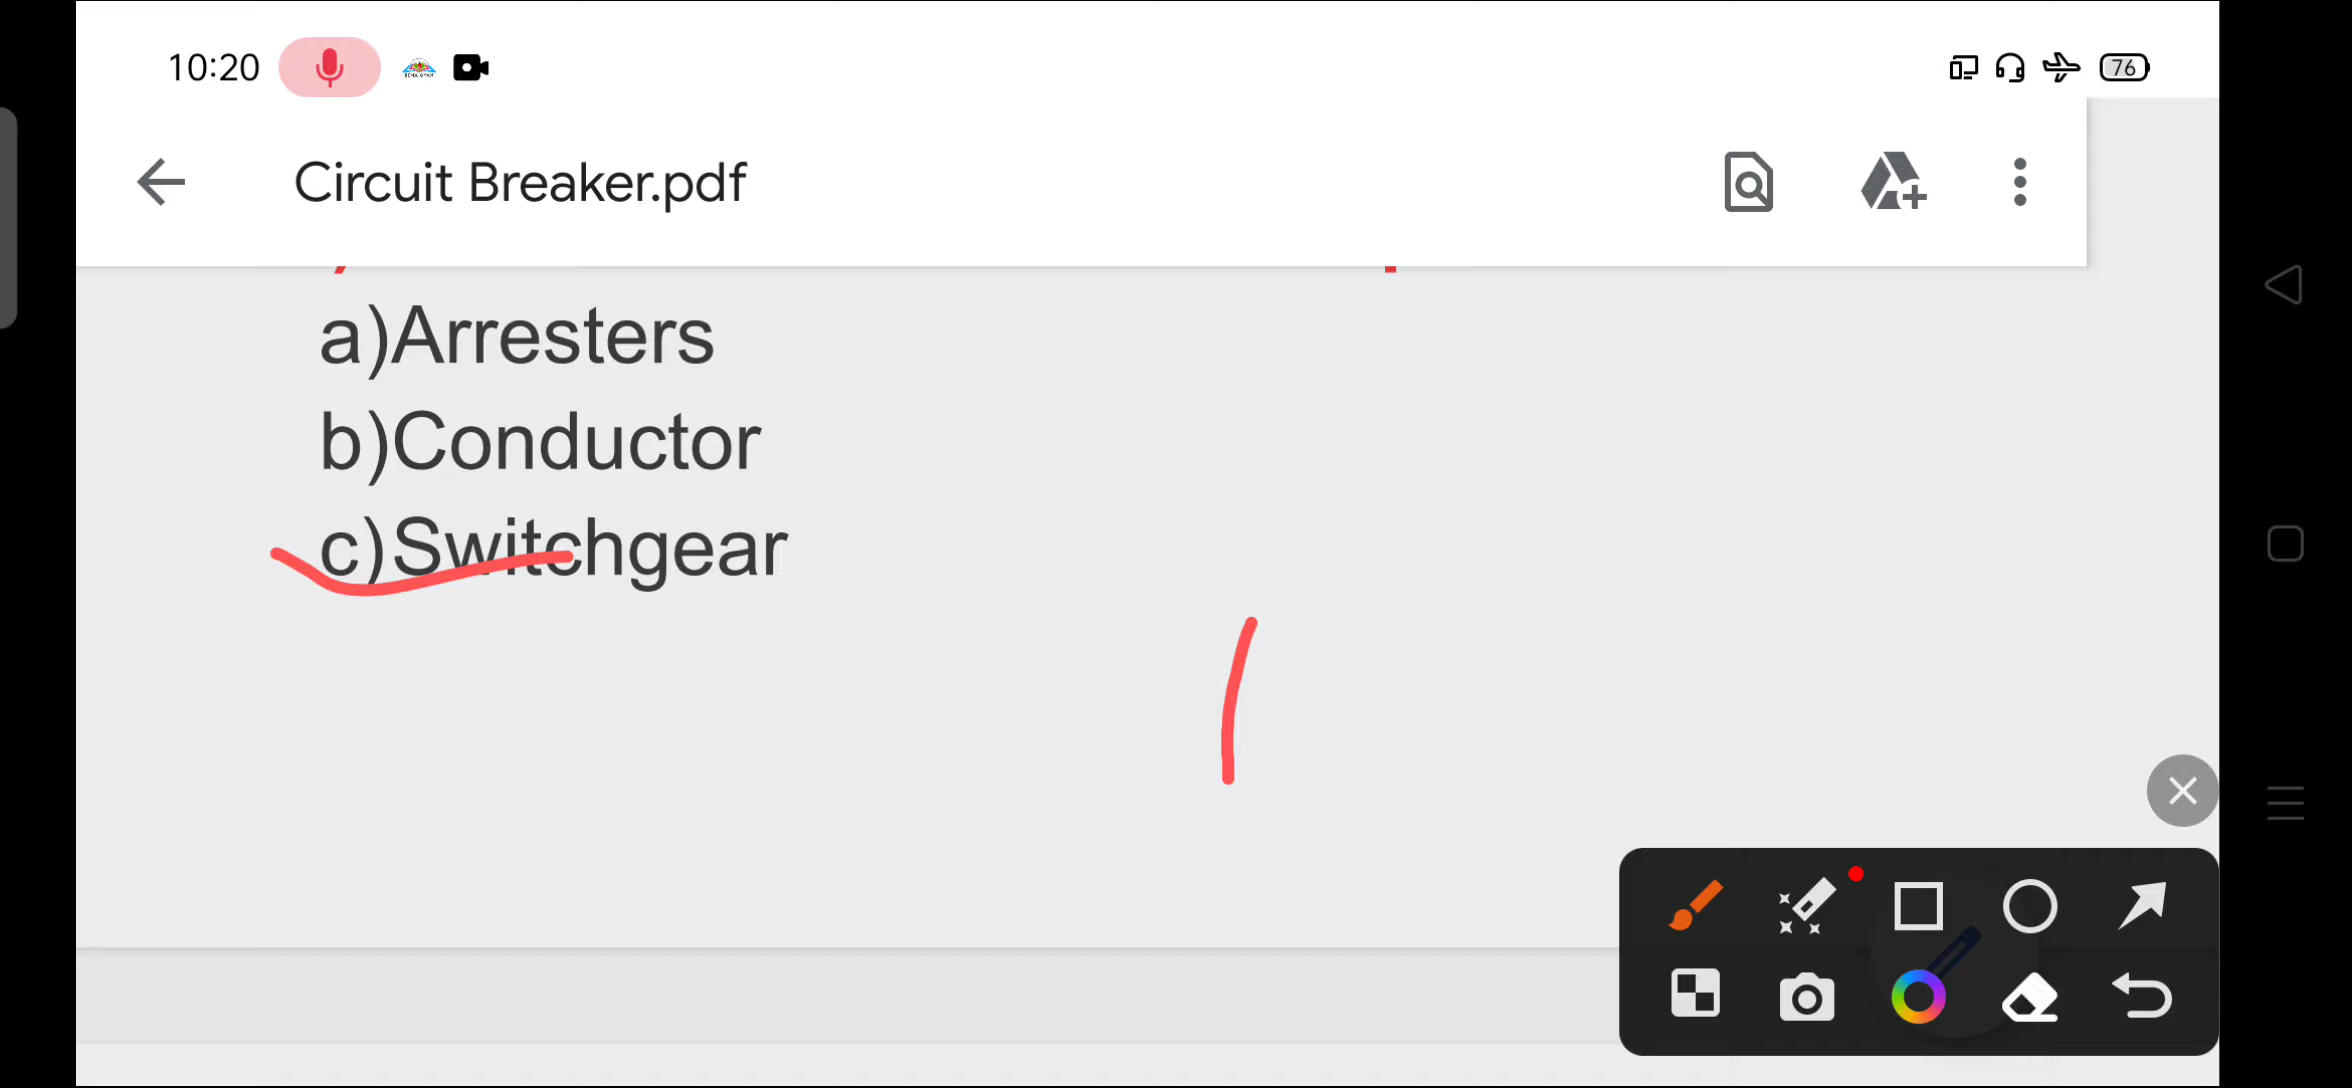 10:20
76
Circuit Breaker.pdf
a)Arresters
b)Conductor
c)Switchgear